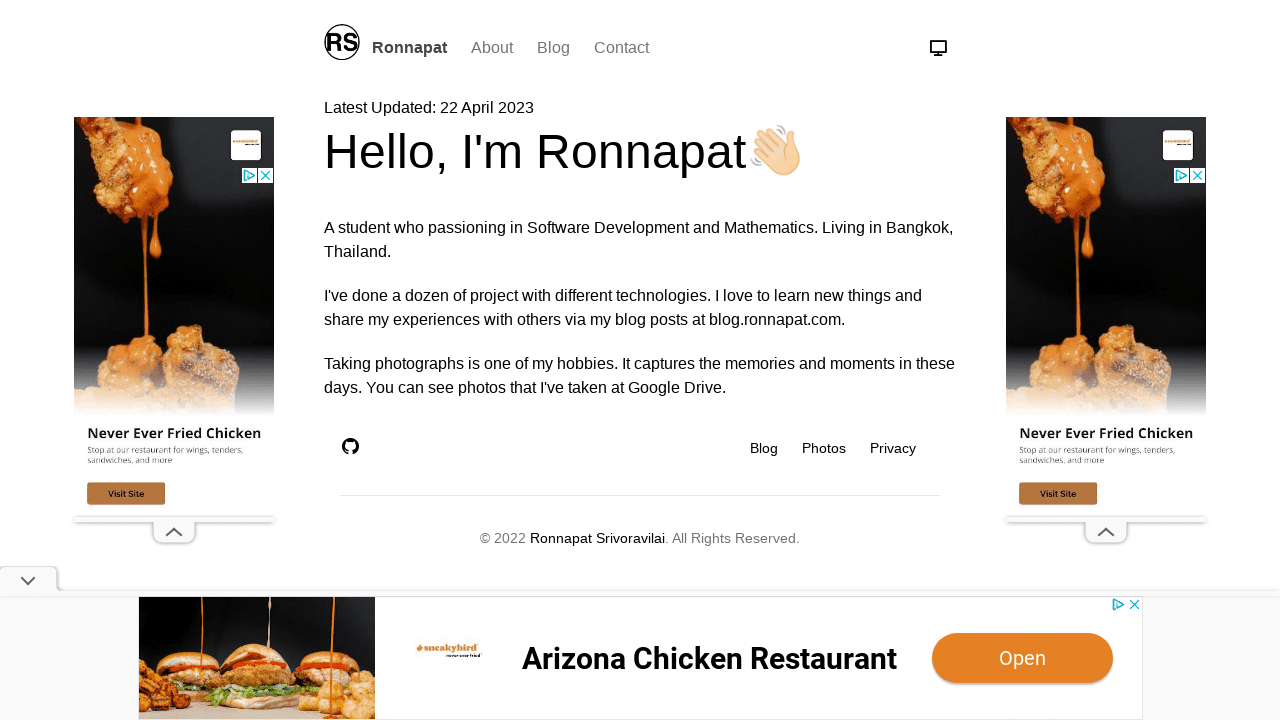 RS Ronnapat About Blog Contact
Latest Updated: 22 April 2023
Hello, I'm Ronnapat👋🏼
A student who passioning in Software Development and Mathematics. Living in Bangkok,
Thailand.
I've done a dozen of project with different technologies. I love to learn new things and
share my experiences with others via my blog posts at blog.ronnapat.com.
Taking photographs is one of my hobbies. It captures the memories and moments in these
days. You can see photos that I've taken at Google Drive.
Blog Photos Privacy
© 2022 Ronnapat Srivoravilai. All Rights Reserved.
Never Ever Fried Chicken
Stop at our restaurant for wings, tenders,
sandwiches, and more
Visit Site
Never Ever Fried Chicken
Stop at our restaurant for wings, tenders,
sandwiches, and more
Visit Site
sneakybird
never ever fried
Arizona Chicken Restaurant
Open